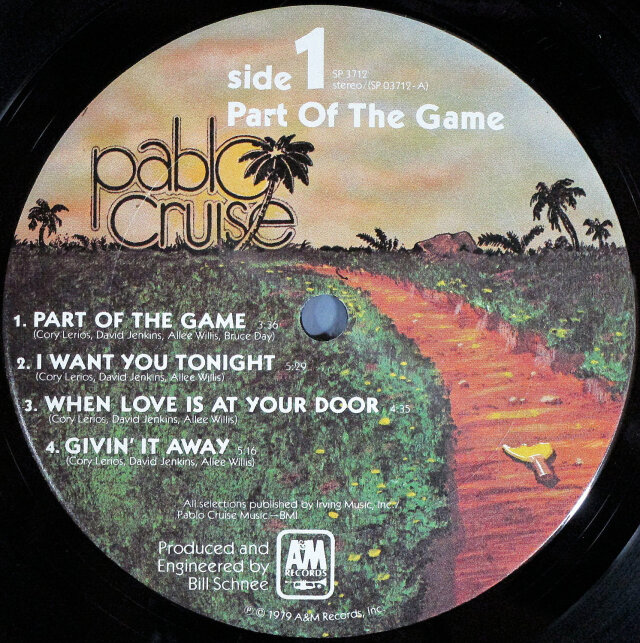 side 1
SP 3712
stereo/(SP 03712-A)
Part Of The Game
pablo
cruise
1. PART OF THE GAME 3:36
(Cory Lerios, David Jenkins, Allee Willis, Bruce Day)
2. I WANT YOU TONIGHT 5:29
(Cory Lerios, David Jenkins, Allee Willis)
3. WHEN LOVE IS AT YOUR DOOR 4:35
(Cory Lerios, David Jenkins, Allee Willis)
4. GIVIN' IT AWAY 5:16
(Cory Lerios, David Jenkins, Allee Willis)
All selections published by Irving Music, Inc./
Pablo Cruise Music—BMI
Produced and
Engineered by
Bill Schnee
A&M
RECORDS
℗ © 1979 A&M Records, Inc.